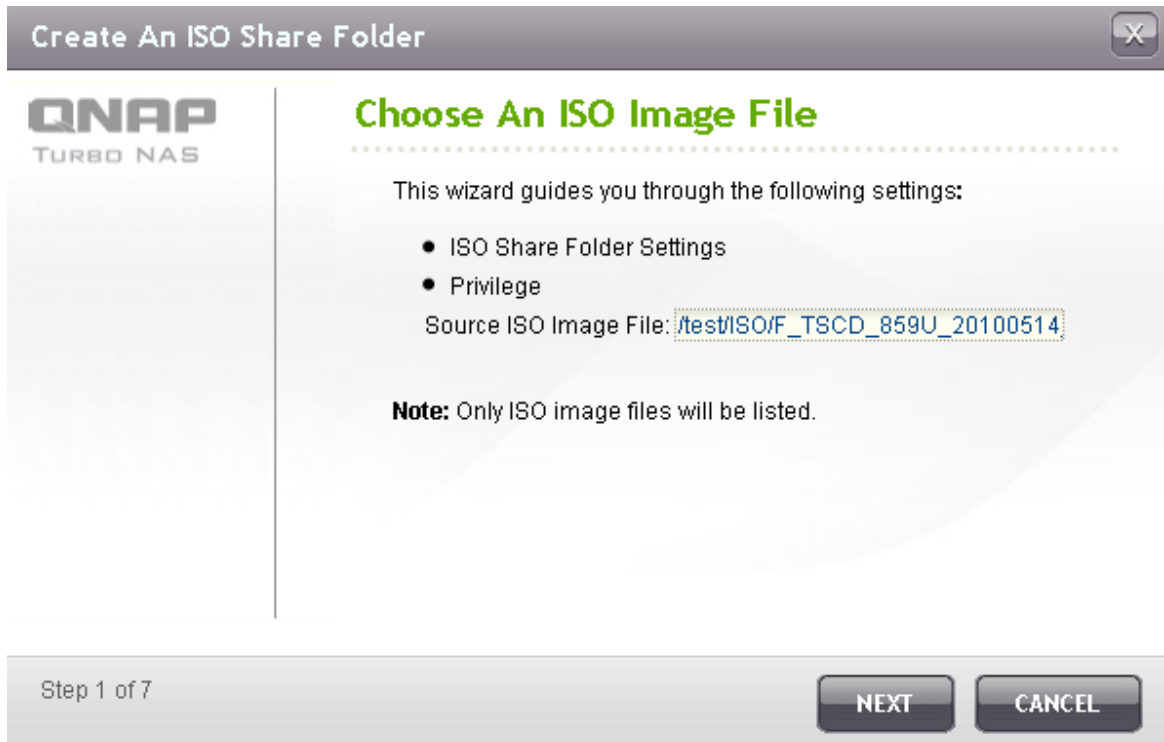 Create An ISO Share Folder
X
QNAP
TURBO NAS
Choose An ISO Image File
This wizard guides you through the following settings:
● ISO Share Folder Settings
● Privilege
Source ISO Image File: /test/ISO/F_TSCD_859U_20100514
Note: Only ISO image files will be listed.
Step 1 of 7
NEXT
CANCEL